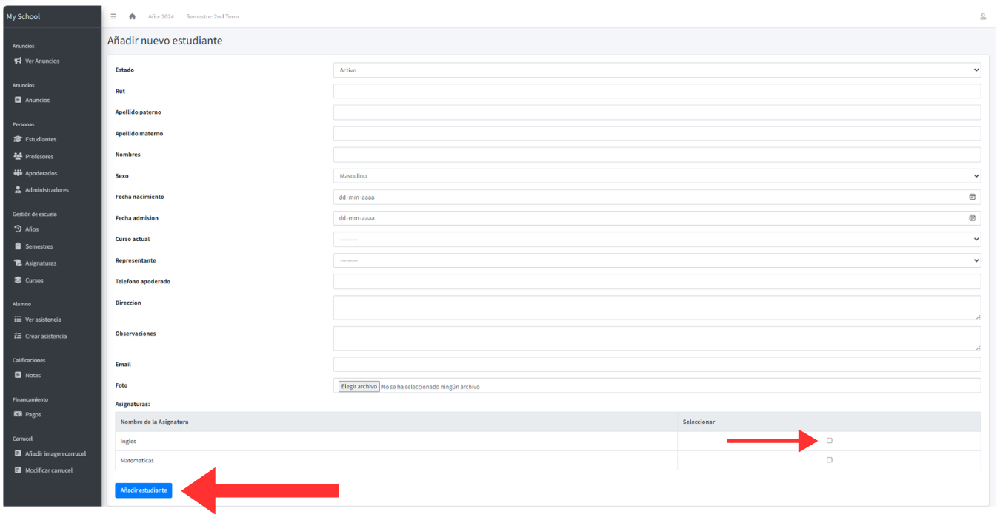 My School
Año: 2024 Semestre: 2nd Term
Anuncios
Ver Anuncios
Anuncios
Anuncios
Personas
Estudiantes
Profesores
Apoderados
Administradores
Gestión de escuela
Años
Semestres
Asignaturas
Cursos
Alumno
Ver asistencia
Crear asistencia
Calificaciones
Notas
Financamiento
Pagos
Carrucel
Añadir imagen carrucel
Modificar carrucel
Añadir nuevo estudiante
Estado Activo
Rut
Apellido paterno
Apellido materno
Nombres
Sexo Masculino
Fecha nacimiento dd-mm-aaaa
Fecha admision dd-mm-aaaa
Curso actual ---------
Representante ---------
Telefono apoderado
Direccion
Observaciones
Email
Foto Elegir archivo No se ha seleccionado ningún archivo
Asignaturas:
Nombre de la Asignatura Seleccionar
Ingles
Matematicas
Añadir estudiante